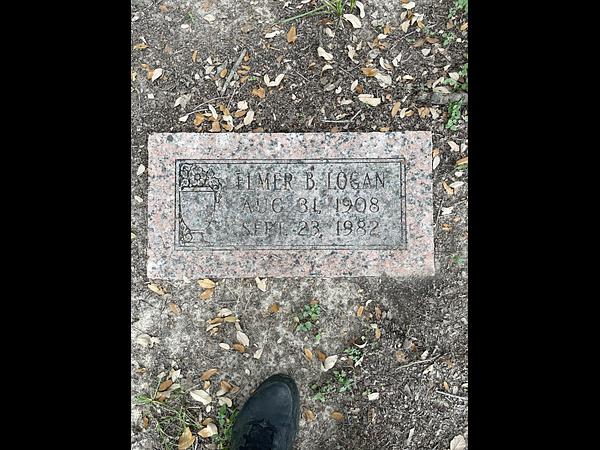 ELMER B. LOGAN
AUG. 31, 1908
SEPT. 23, 1982